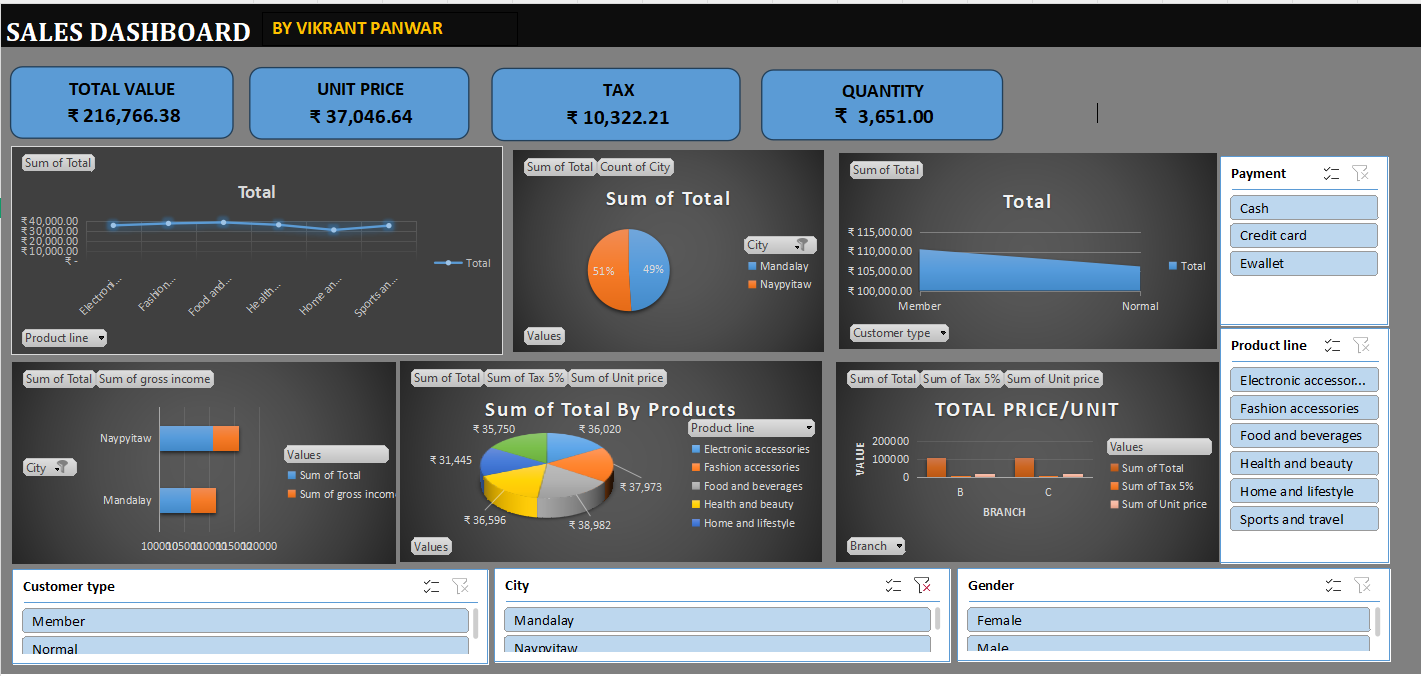 SALES DASHBOARD
BY VIKRANT PANWAR
TOTAL VALUE
₹ 216,766.38
UNIT PRICE
₹ 37,046.64
TAX
₹ 10,322.21
QUANTITY
₹ 3,651.00
Sum of Total
Total
₹ 40,000.00
₹ 30,000.00
₹ 20,000.00
₹ 10,000.00
₹ -
Electroni...
Fashion...
Food and...
Health...
Home an...
Sports an...
Total
Product line
Sum of Total Count of City
Sum of Total
51%
49%
City
Mandalay
Naypyitaw
Values
Sum of Total
Total
₹ 115,000.00
₹ 110,000.00
₹ 105,000.00
₹ 100,000.00
Member
Normal
Total
Customer type
Payment
Cash
Credit card
Ewallet
Product line
Electronic accessor...
Fashion accessories
Food and beverages
Health and beauty
Home and lifestyle
Sports and travel
Sum of Total Sum of gross income
Naypyitaw
Mandalay
City
100000105000110000115000120000
Values
Sum of Total
Sum of gross incom
Sum of Total Sum of Tax 5% Sum of Unit price
Sum of Total By Products
₹ 35,750
₹ 36,020
₹ 31,445
₹ 37,973
₹ 36,596
₹ 38,982
Product line
Electronic accessories
Fashion accessories
Food and beverages
Health and beauty
Home and lifestyle
Values
Sum of Total Sum of Tax 5% Sum of Unit price
TOTAL PRICE/UNIT
VALUE
200000
100000
0
B
C
BRANCH
Values
Sum of Total
Sum of Tax 5%
Sum of Unit price
Branch
Customer type
Member
Normal
City
Mandalay
Naypyitaw
Gender
Female
Male